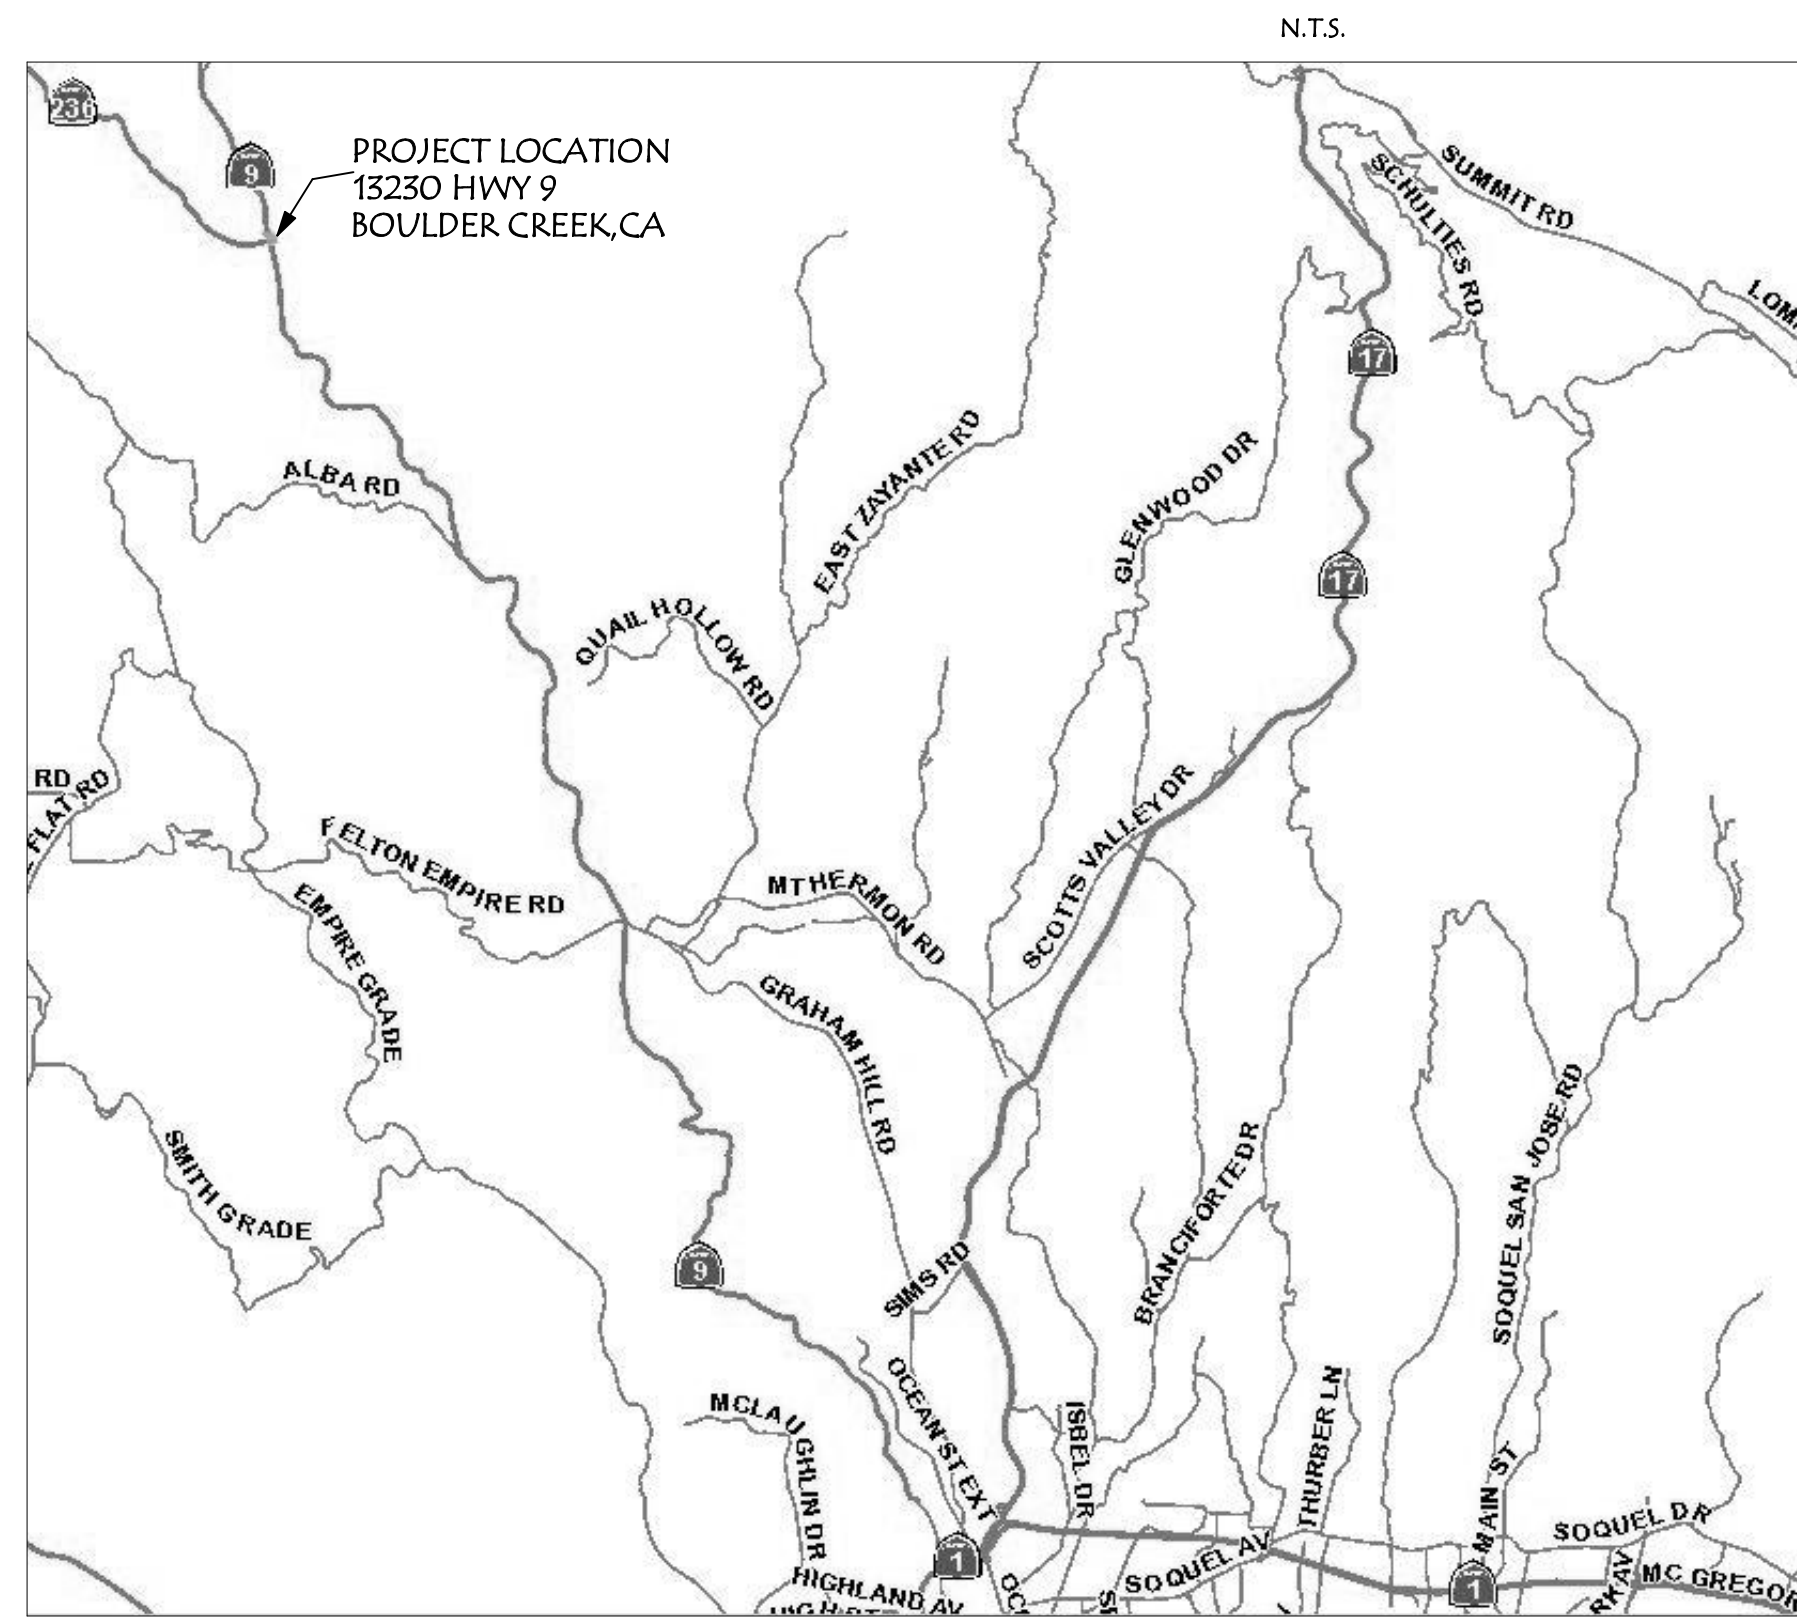 N.T.S.
236
9
PROJECT LOCATION
13230 HWY 9
BOULDER CREEK,CA
SUMMIT RD
SCHULTIES RD
17
ALBA RD
EAST ZAYANTE RD
GLENWOOD DR
17
QUAIL HOLLOW RD
RD
FLAT RD
SCOTTS VALLEY DR
FELTON EMPIRE RD
MT HERMON RD
EMPIRE GRADE
GRAHAM HILL RD
SOQUEL SAN JOSE RD
SMITH GRADE
BRANCIFORTE DR
9
SIMS RD
OCEAN ST EXT
MCLAUGHLIN DR
ISBEL DR
THURBER LN
MAIN ST
SOQUEL DR
1
SOQUEL AV
HIGHLAND AV
1